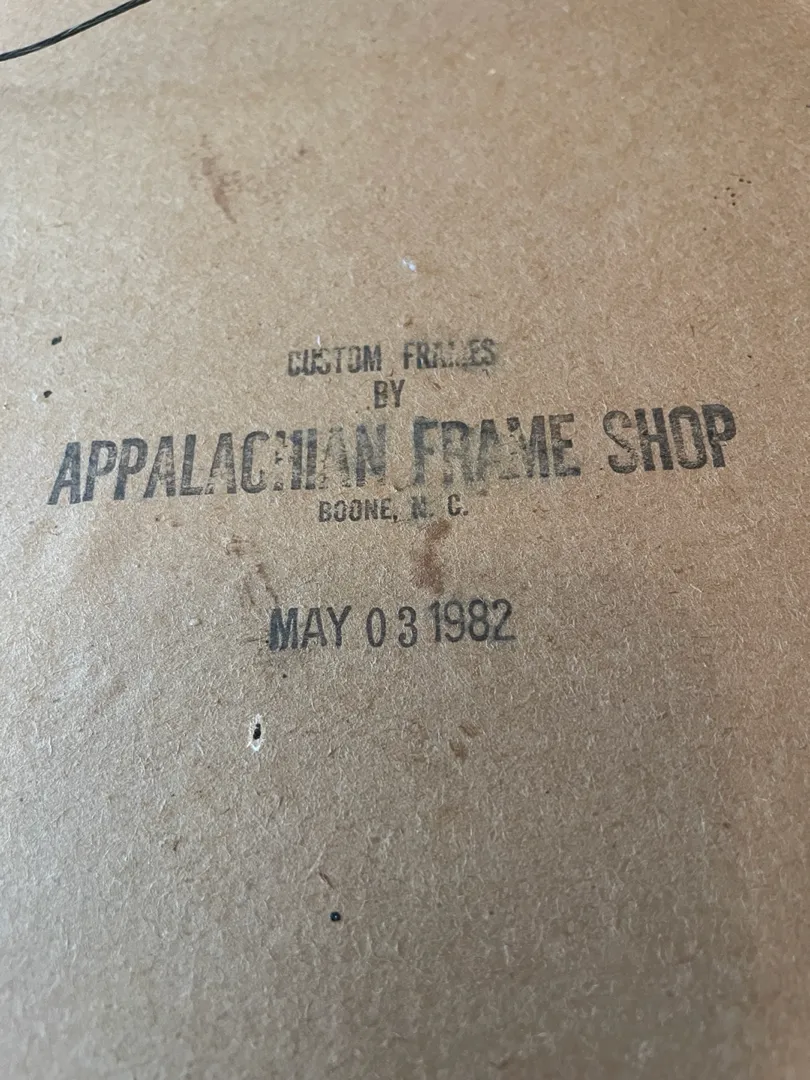 CUSTOM FRAMES
BY
APPALACHIAN FRAME SHOP
BOONE, N. C.
MAY 03 1982